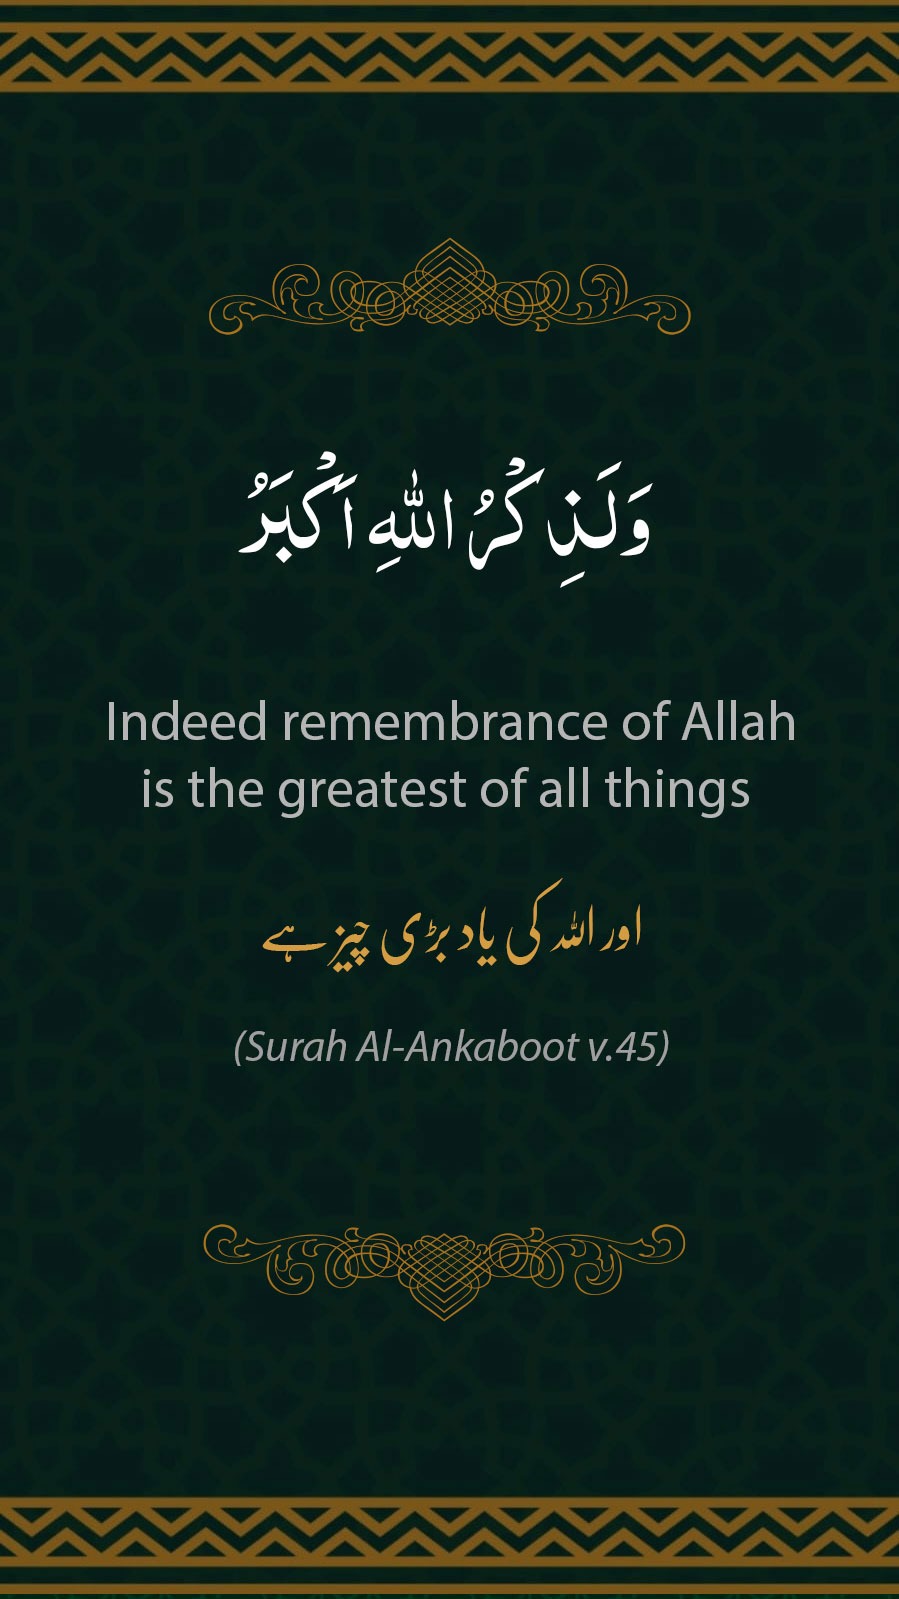 وَلَذِكْرُ اللّٰهِ اَكْبَرُ
Indeed remembrance of Allah
is the greatest of all things
اور اللہ کی یاد بڑی چیز ہے
(Surah Al-Ankaboot v.45)